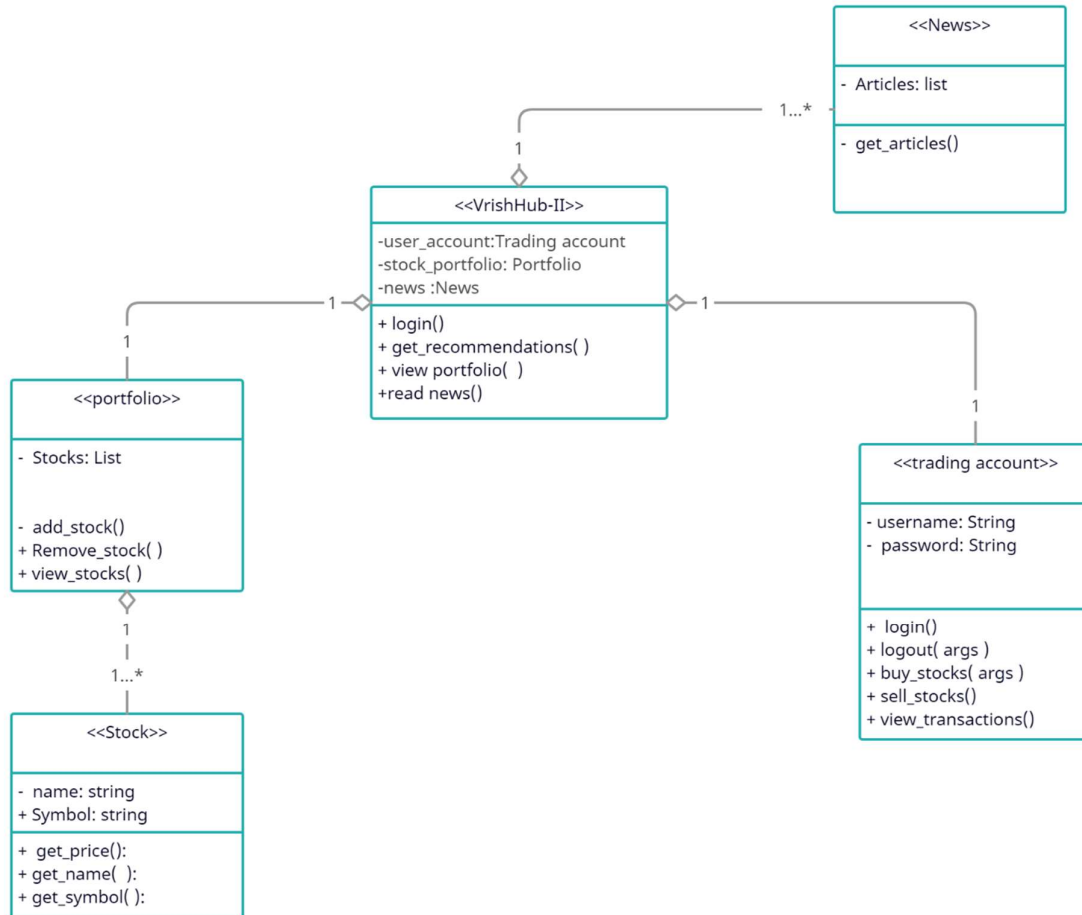 <<News>>
- Articles: list
- get_articles()
1...*
1
<<VrishHub-II>>
-user_account:Trading account
-stock_portfolio: Portfolio
-news :News
+ login()
+ get_recommendations( )
+ view portfolio(  )
+read news()
1
1
1
1
<<portfolio>>
- Stocks: List
- add_stock()
+ Remove_stock( )
+ view_stocks( )
<<trading account>>
- username: String
-  password: String
+  login()
+ logout( args )
+ buy_stocks( args )
+ sell_stocks()
+ view_transactions()
1
1...*
<<Stock>>
- name: string
+ Symbol: string
+  get_price():
+ get_name(  ):
+ get_symbol( ):